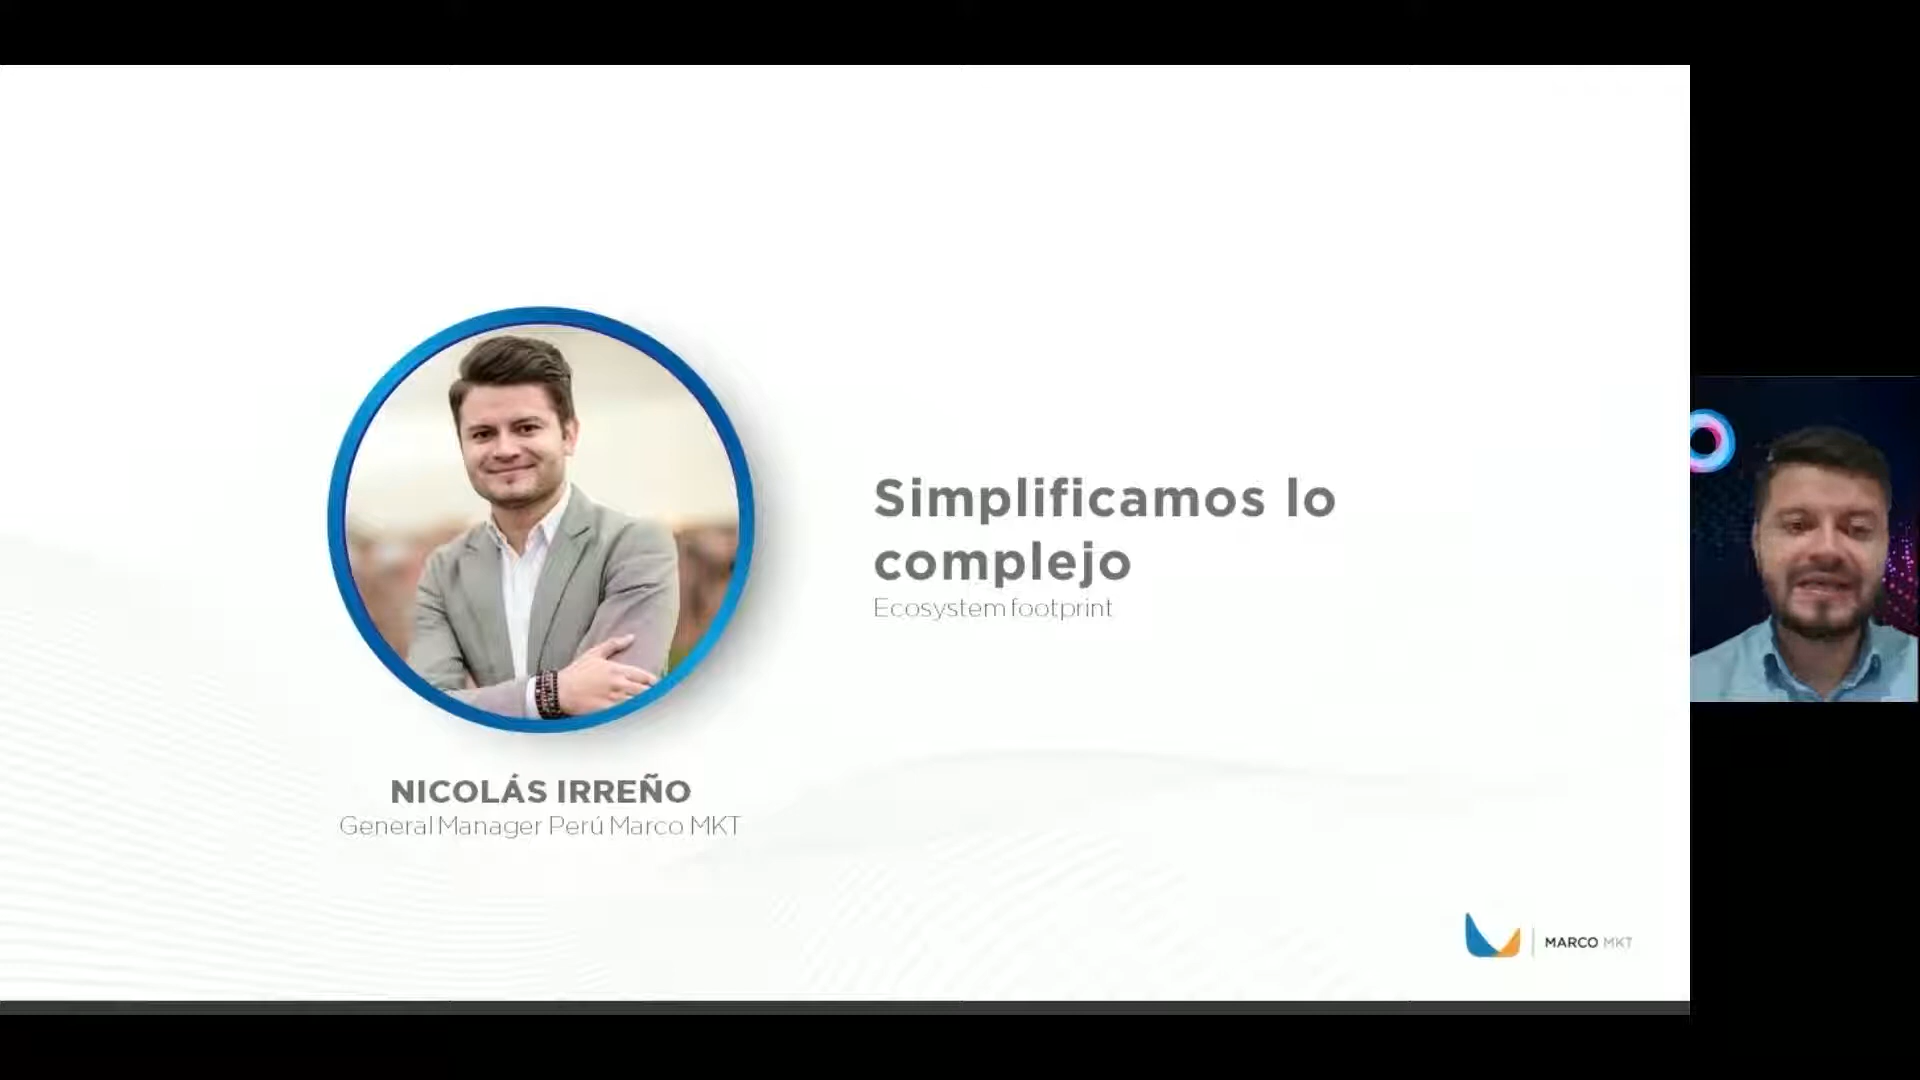 Simplificamos lo
complejo
Ecosystem footprint
NICOLÁS IRREÑO
General Manager Perú Marco MKT
MARCO MKT